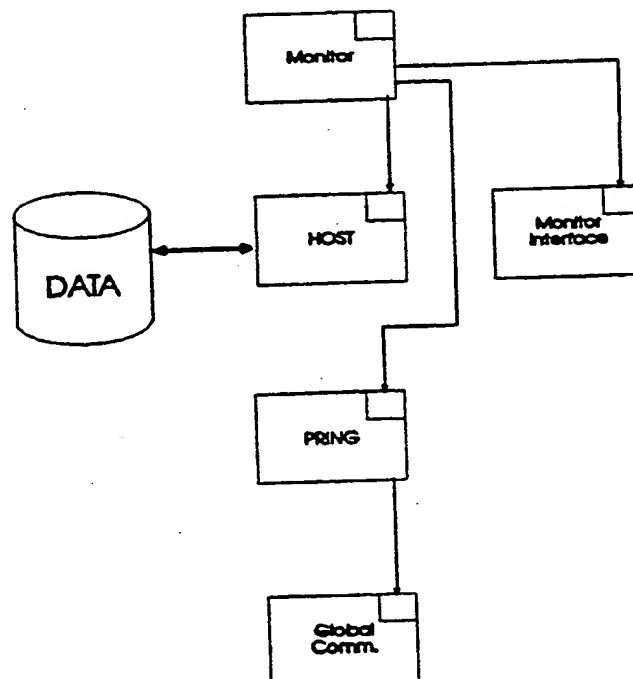 Monitor
HOST
Monitor
Interface
DATA
PRING
Global
Comm.